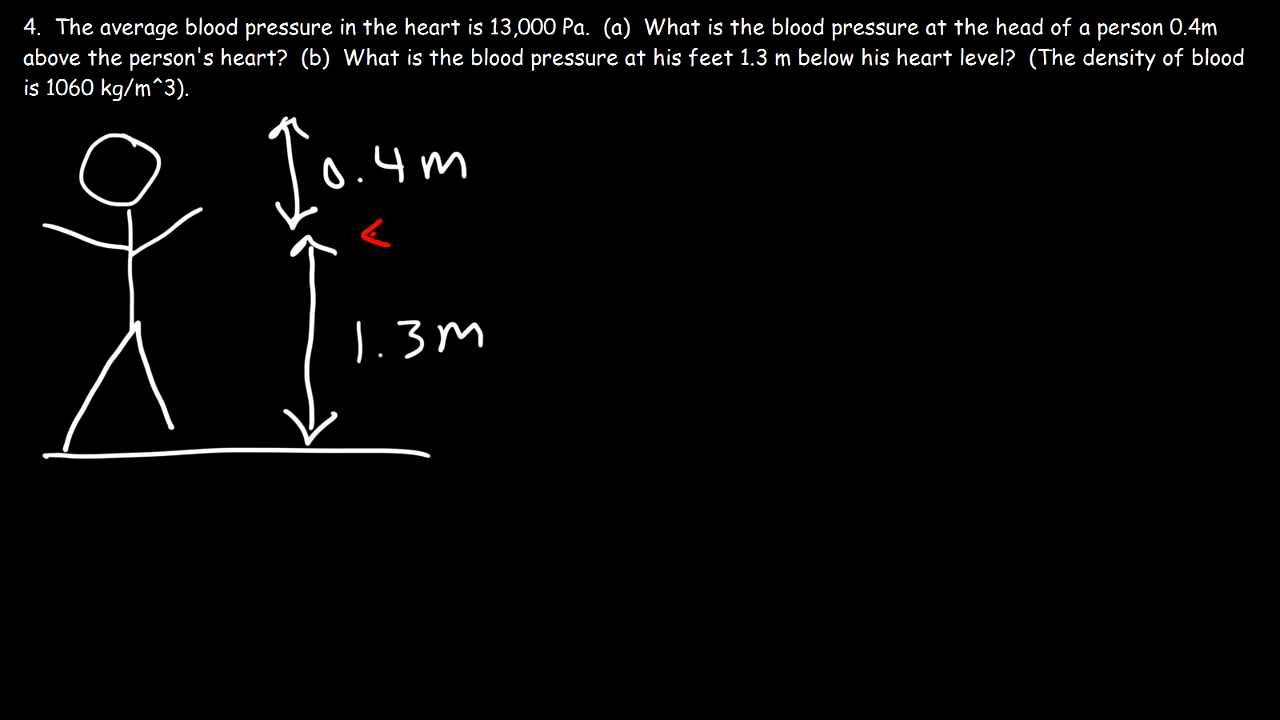 4. The average blood pressure in the heart is 13,000 Pa. (a) What is the blood pressure at the head of a person 0.4m
above the person's heart? (b) What is the blood pressure at his feet 1.3 m below his heart level? (The density of blood
is 1060 kg/m^3).
0.4 m
1.3 m